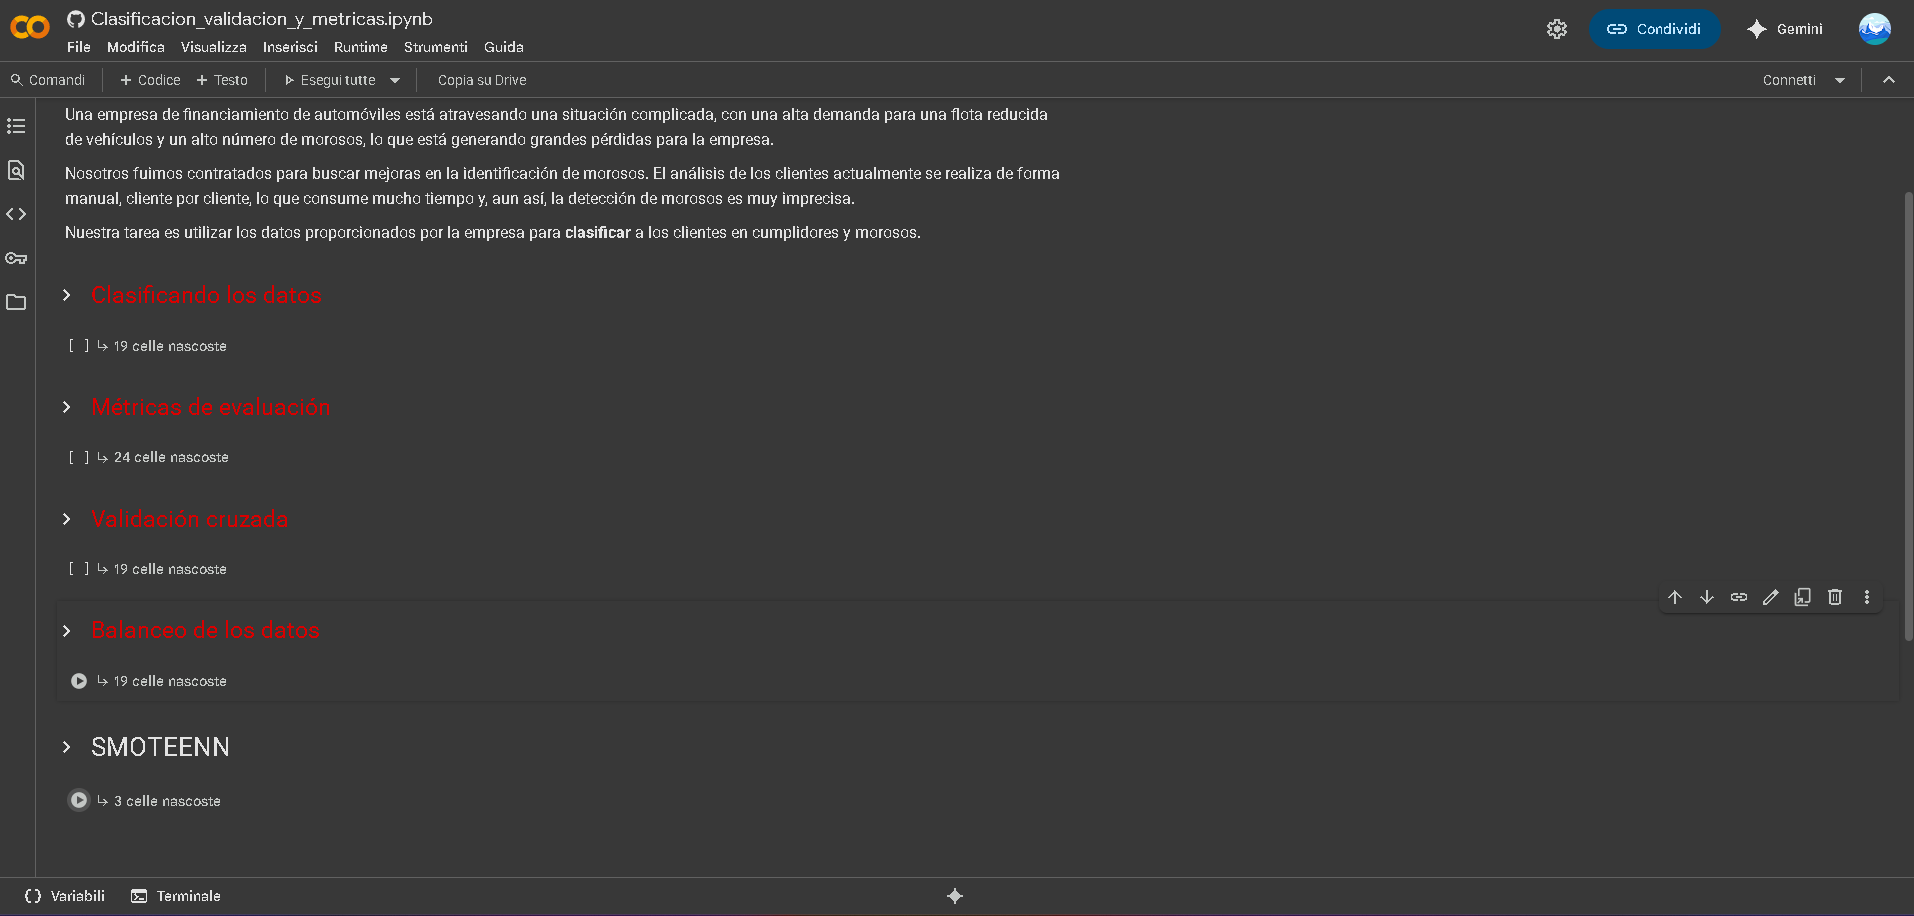 Clasificacion_validacion_y_metricas.ipynb
File Modifica Visualizza Inserisci Runtime Strumenti Guida
Condividi Gemini
Comandi + Codice + Testo Esegui tutte Copia su Drive Connetti
Una empresa de financiamiento de automóviles está atravesando una situación complicada, con una alta demanda para una flota reducida
de vehículos y un alto número de morosos, lo que está generando grandes pérdidas para la empresa.
Nosotros fuimos contratados para buscar mejoras en la identificación de morosos. El análisis de los clientes actualmente se realiza de forma
manual, cliente por cliente, lo que consume mucho tiempo y, aun así, la detección de morosos es muy imprecisa.
Nuestra tarea es utilizar los datos proporcionados por la empresa para clasificar a los clientes en cumplidores y morosos.
Clasificando los datos
[ ] ↳ 19 celle nascoste
Métricas de evaluación
[ ] ↳ 24 celle nascoste
Validación cruzada
[ ] ↳ 19 celle nascoste
Balanceo de los datos
↳ 19 celle nascoste
SMOTEENN
↳ 3 celle nascoste
Variabili Terminale